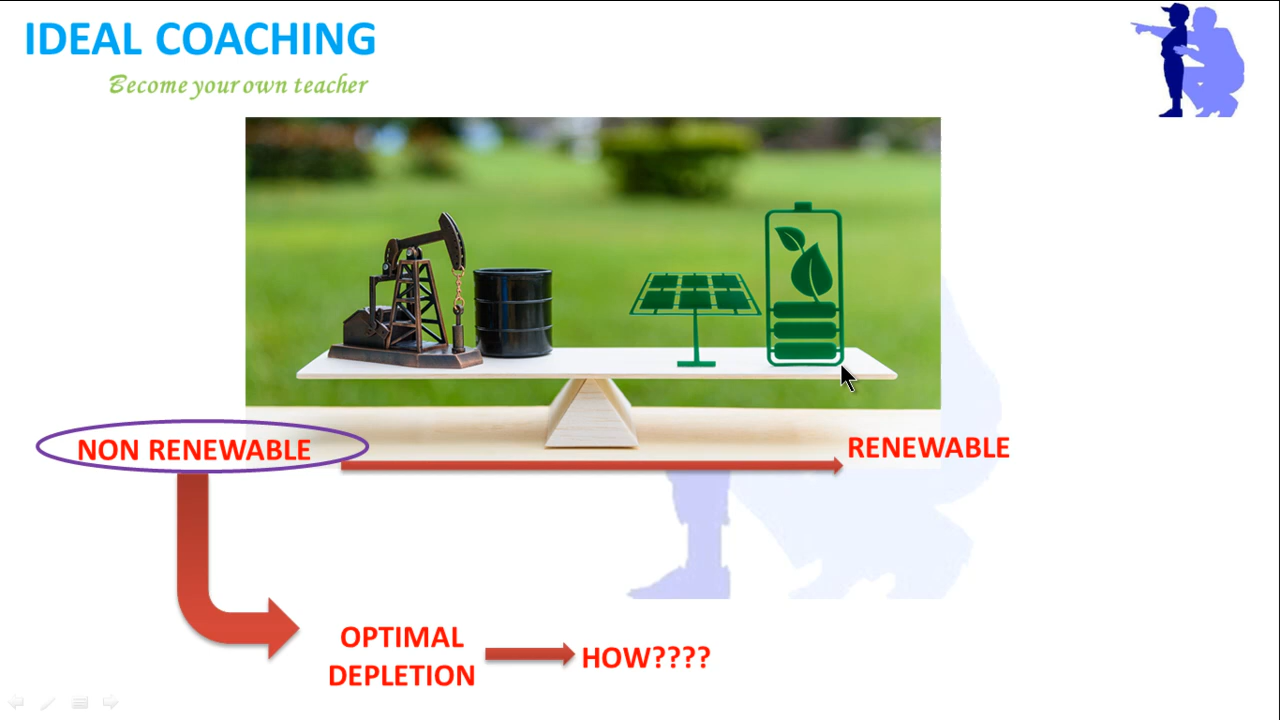 IDEAL COACHING
Become your own teacher
NON RENEWABLE
RENEWABLE
OPTIMAL
DEPLETION
HOW????